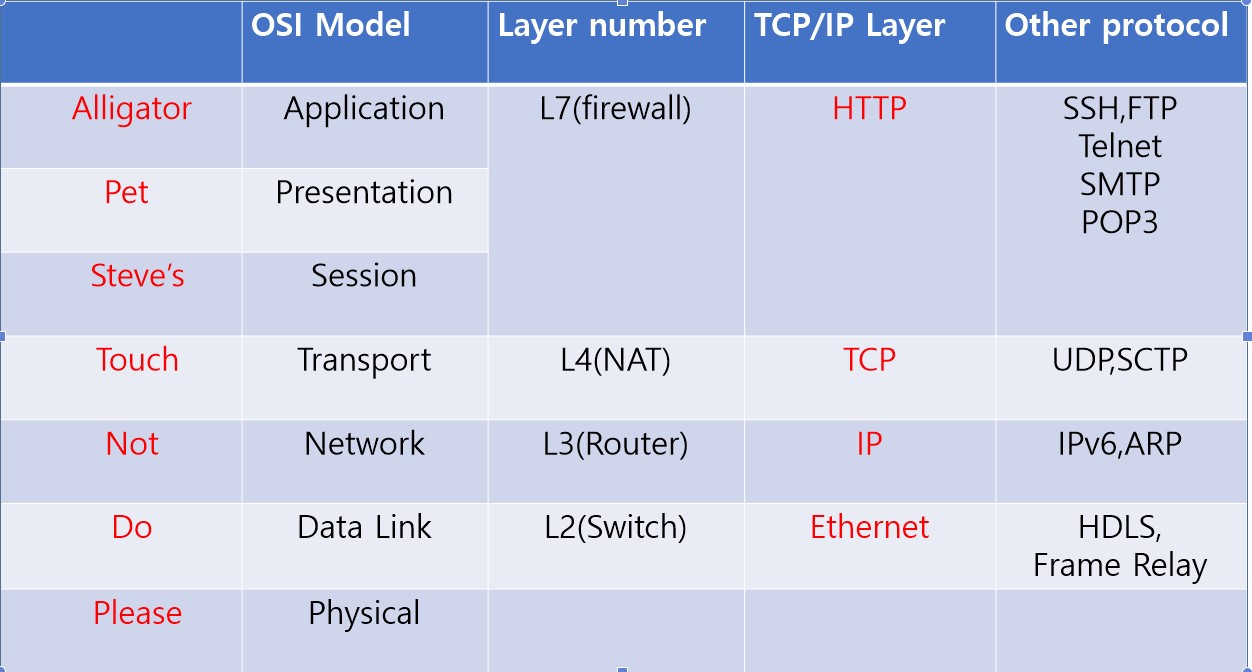 OSI Model Layer number TCP/IP Layer Other protocol
Alligator Application L7(firewall) HTTP SSH,FTP
Telnet
Pet Presentation SMTP
POP3
Steve's Session
Touch Transport L4(NAT) TCP UDP,SCTP
Not Network L3(Router) IP IPv6,ARP
Do Data Link L2(Switch) Ethernet HDLS,
Frame Relay
Please Physical